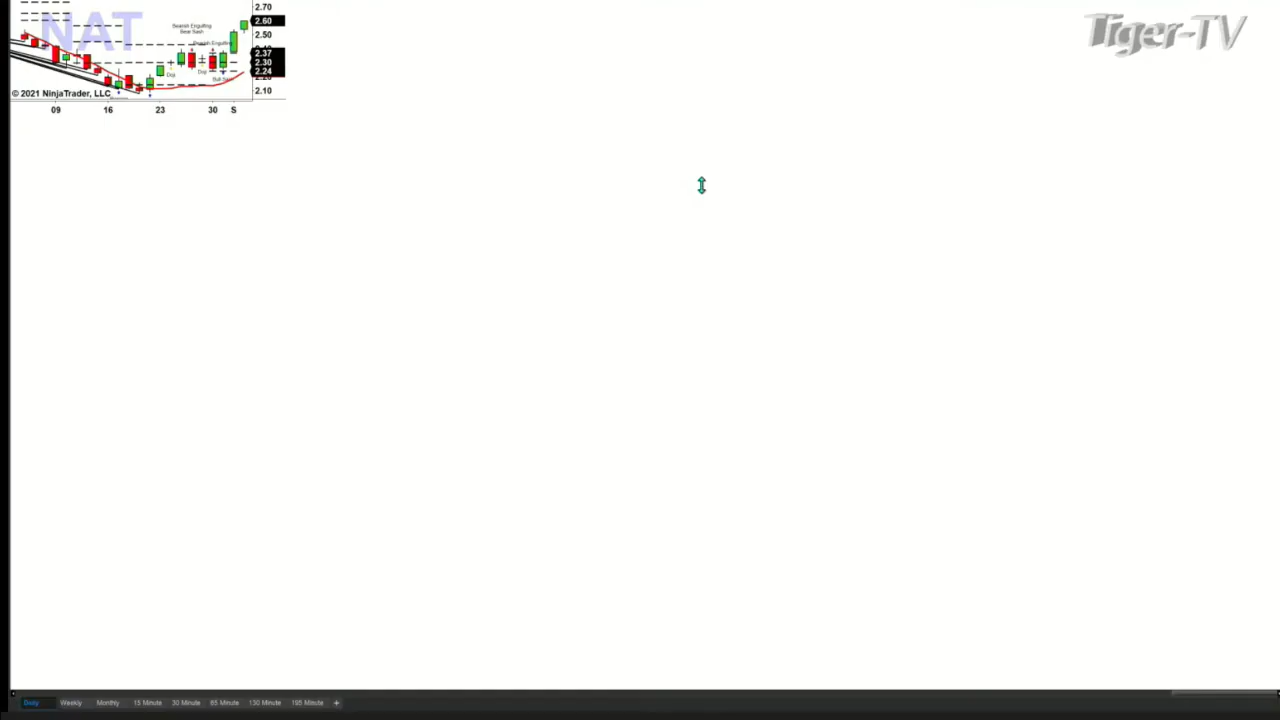 Tiger-TV
NAT
2.70
2.60
2.50
2.37
2.30
2.24
2.10
Bearish Engulfing
Bear Sash
Bearish Engulfing
Doji
Doji
© 2021 NinjaTrader, LLC
09 16 23 30 S
Daily Weekly Monthly 15 Minute 30 Minute 65 Minute 130 Minute 195 Minute +